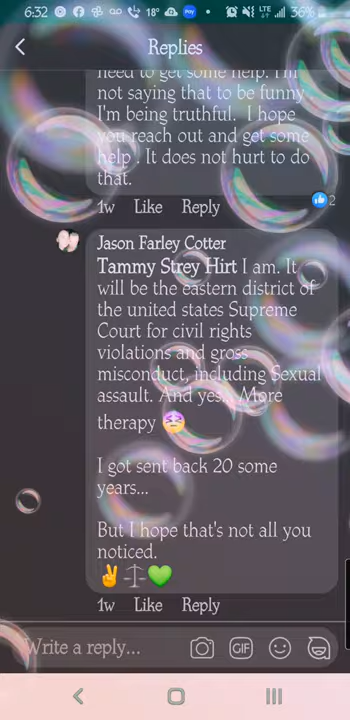 6:32 18° Pay LTE 36%
Replies
need to get some help. I'm
not saying that to be funny
I'm being truthful. I hope
you reach out and get some
help . It does not hurt to do
that.
1w Like Reply 2
Jason Farley Cotter
Tammy Strey Hirt I am. It
will be the eastern district of
the united states Supreme
Court for civil rights
violations and gross
misconduct, including Sexual
assault. And yes... More
therapy 😣
I got sent back 20 some
years...
But I hope that's not all you
noticed.
✌️⚖️💚
1w Like Reply
Write a reply... GIF